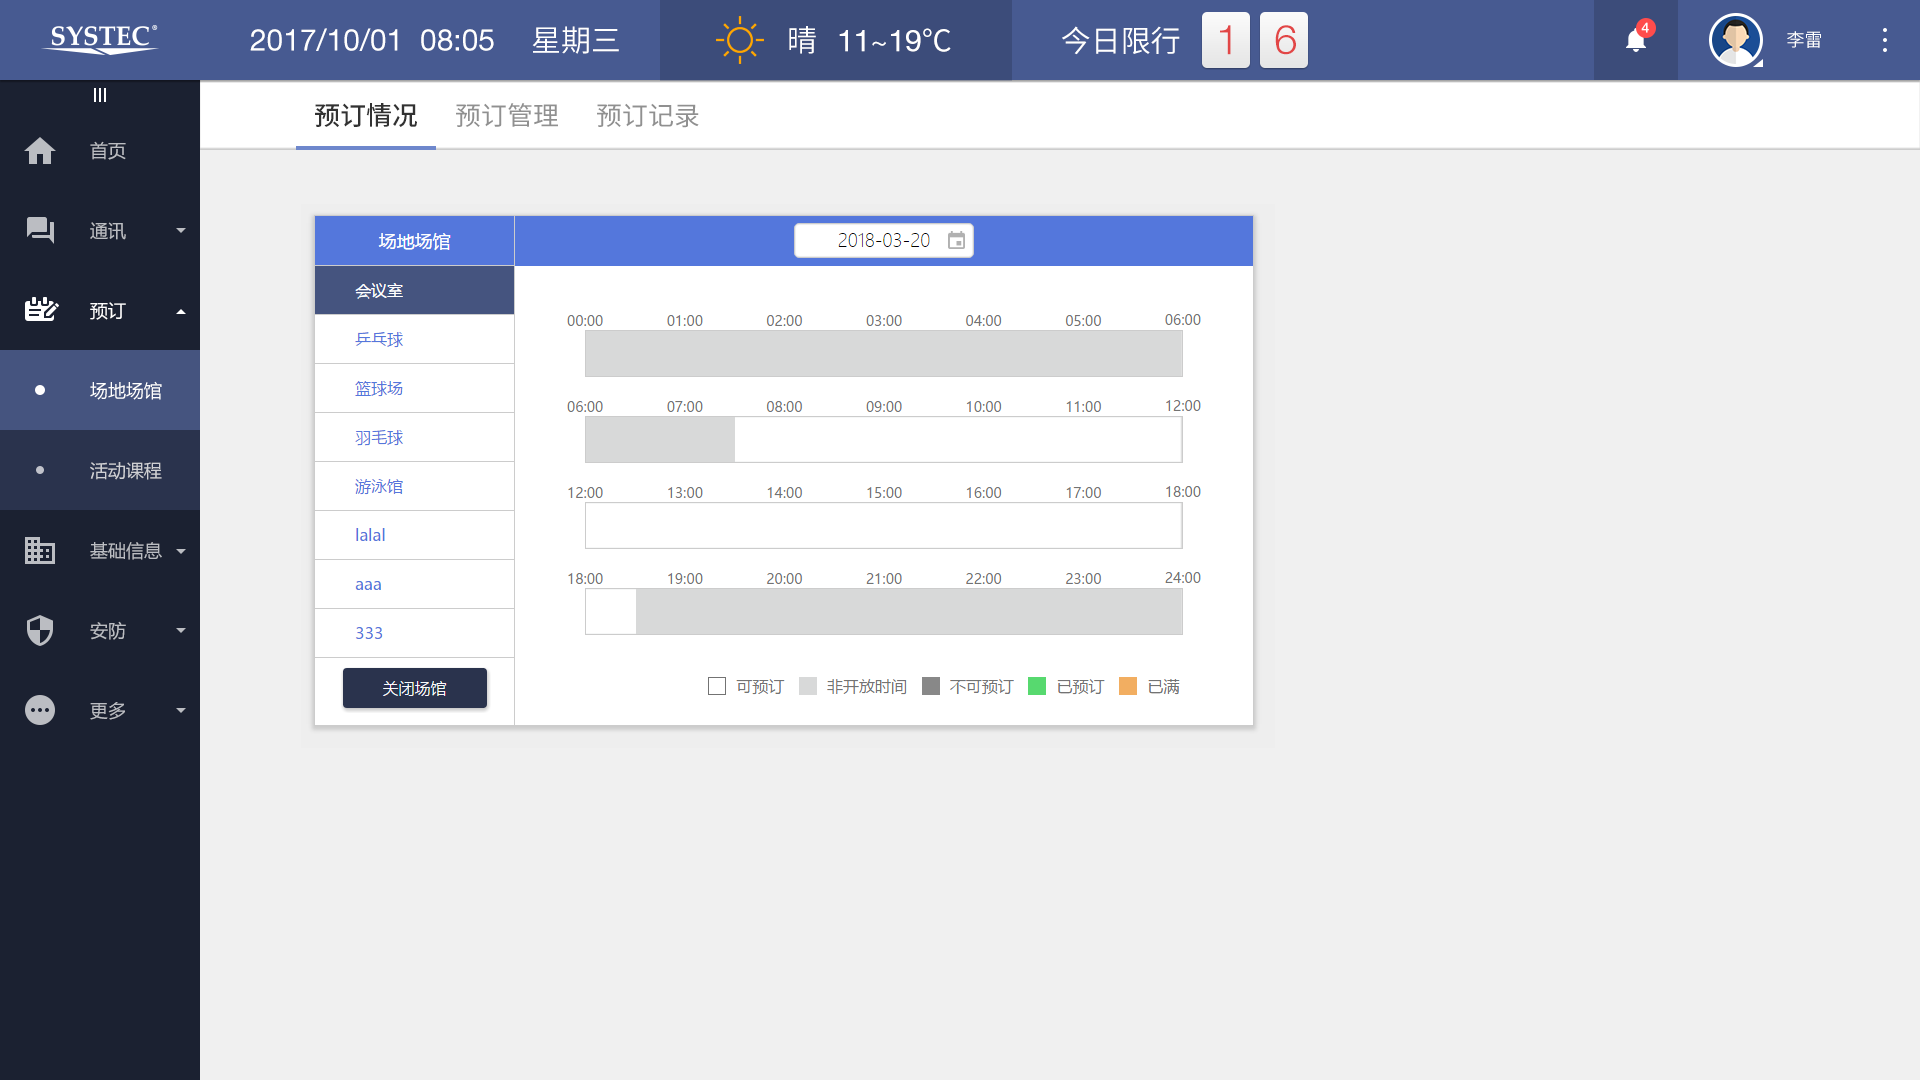 SYSTEC®
2017/10/01 08:05 星期三
晴 11~19℃
今日限行 1 6
4
李雷
首页
通讯
预订
场地场馆
活动课程
基础信息
安防
更多
预订情况 预订管理 预订记录
场地场馆
2018-03-20
会议室
乒乓球
篮球场
羽毛球
游泳馆
lalal
aaa
333
关闭场馆
00:00 01:00 02:00 03:00 04:00 05:00 06:00
06:00 07:00 08:00 09:00 10:00 11:00 12:00
12:00 13:00 14:00 15:00 16:00 17:00 18:00
18:00 19:00 20:00 21:00 22:00 23:00 24:00
可预订 非开放时间 不可预订 已预订 已满